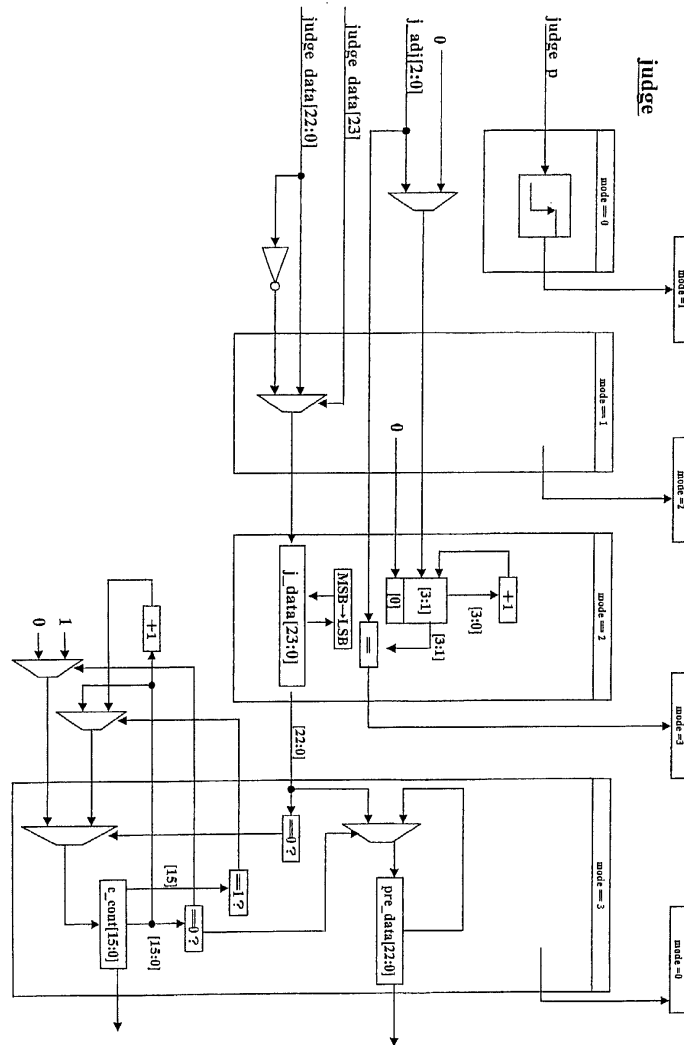 judge
judge_p
mode == 0
mode =1
0
j_adj[2:0]
judge_data[23]
judge_data[22:0]
mode == 1
mode =2
0
mode == 2
+1
[3:0]
[3:1]
[0]
[3:1]
==
MSB→LSB
j_data[23:0]
[22:0]
mode =3
+1
1
0
mode == 3
==0 ?
pre_data[22:0]
==1 ?
[15]
==0 ?
[15:0]
c_cont[15:0]
mode =0